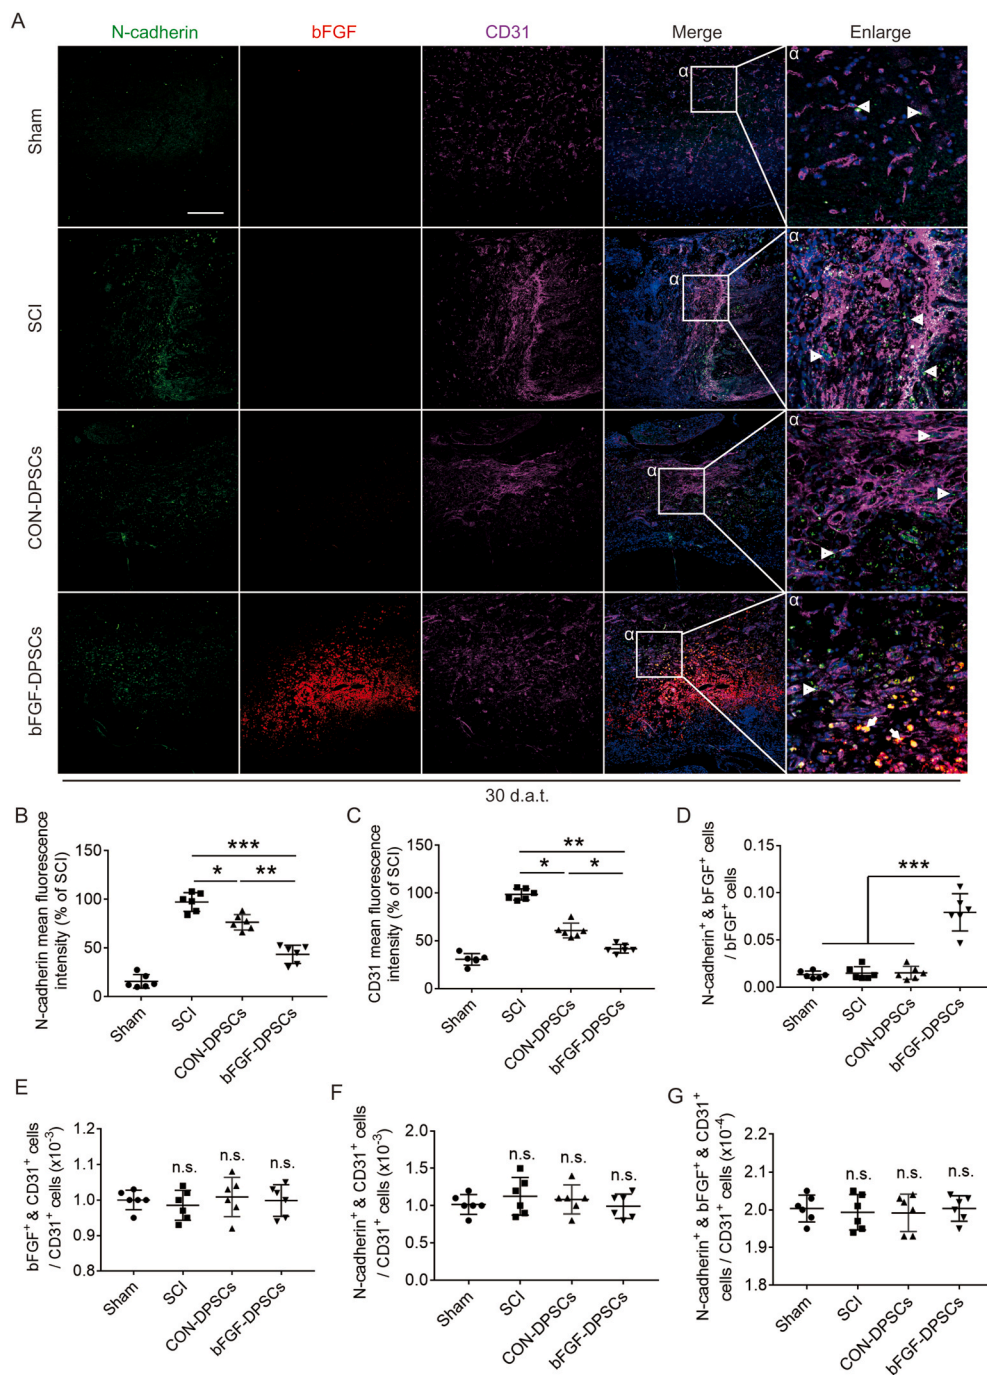 A
N-cadherin bFGF CD31 Merge Enlarge
Sham
α
α
SCI
α
α
CON-DPSCs
α
α
bFGF-DPSCs
α
α
30 d.a.t.
B
N-cadherin mean fluorescence
intensity (% of SCI)
150
100
50
0
***
* **
Sham SCI CON-DPSCs bFGF-DPSCs
C
CD31 mean fluorescence
intensity (% of SCI)
150
100
50
0
**
* *
Sham SCI CON-DPSCs bFGF-DPSCs
D
N-cadherin⁺ & bFGF⁺ cells
/ bFGF⁺ cells
0.15
0.10
0.05
0.00
***
Sham SCI CON-DPSCs bFGF-DPSCs
E
bFGF⁺ & CD31⁺ cells
/ CD31⁺ cells (x10⁻³)
1.2
1.1
1.0
0.9
0.8
n.s. n.s. n.s.
Sham SCI CON-DPSCs bFGF-DPSCs
F
N-cadherin⁺ & CD31⁺ cells
/ CD31⁺ cells (x10⁻³)
2.0
1.5
1.0
0.5
0.0
n.s. n.s. n.s.
Sham SCI CON-DPSCs bFGF-DPSCs
G
N-cadherin⁺ & bFGF⁺ & CD31⁺
cells / CD31⁺ cells (x10⁻⁴)
2.2
2.1
2.0
1.9
1.8
n.s. n.s. n.s.
Sham SCI CON-DPSCs bFGF-DPSCs